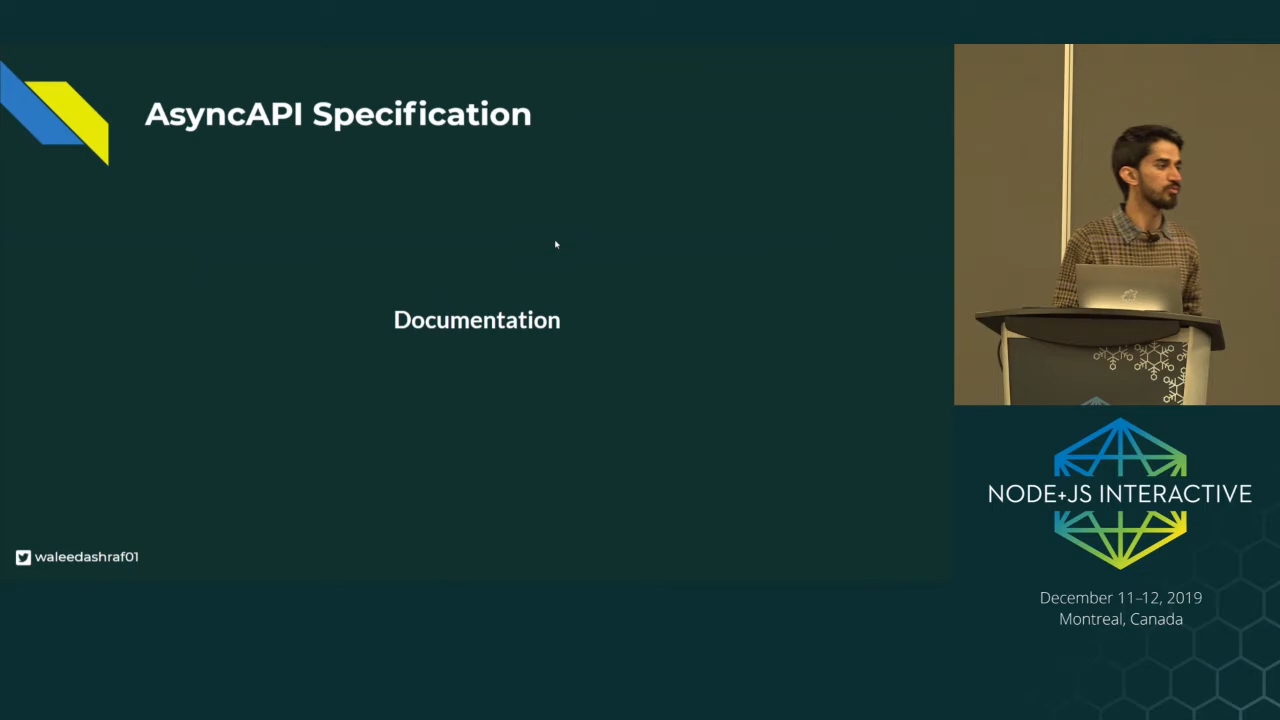 AsyncAPI Specification
Documentation
waleedashraf01
NODE+JS INTERACTIVE
December 11–12, 2019
Montreal, Canada